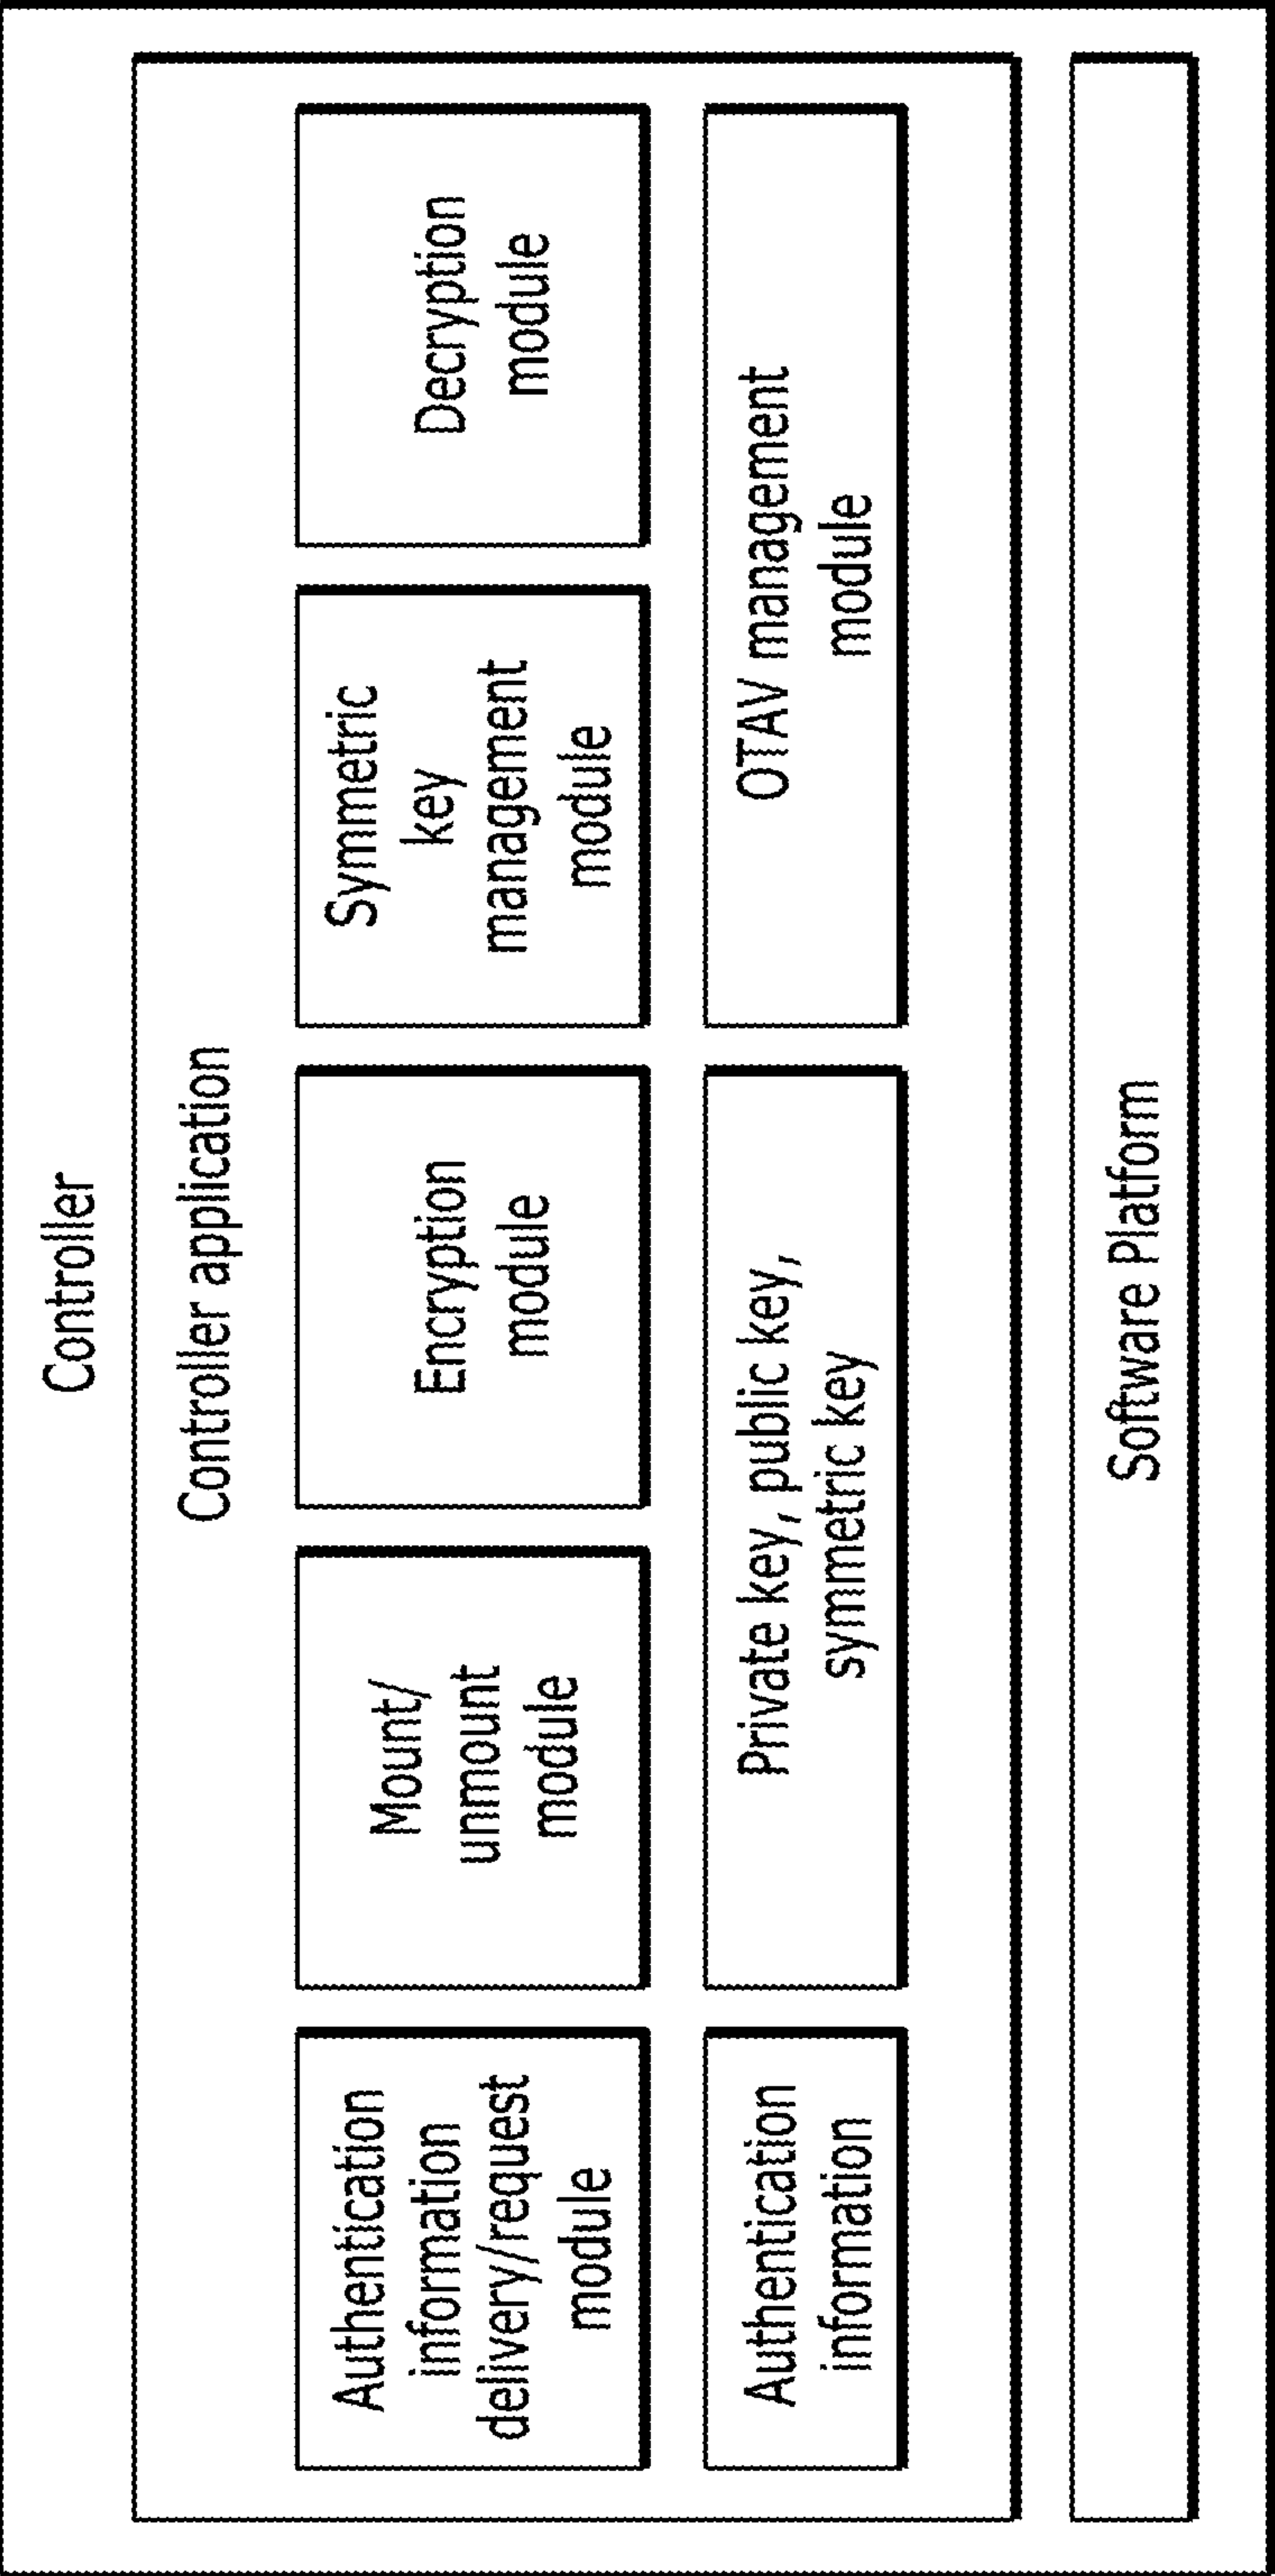 Controller
Controller application
Authentication
information
delivery/request
module
Mount/
unmount
module
Encryption
module
Symmetric
key
management
module
Decryption
module
Authentication
information
Private key, public key,
symmetric key
OTAV management
module
Software Platform